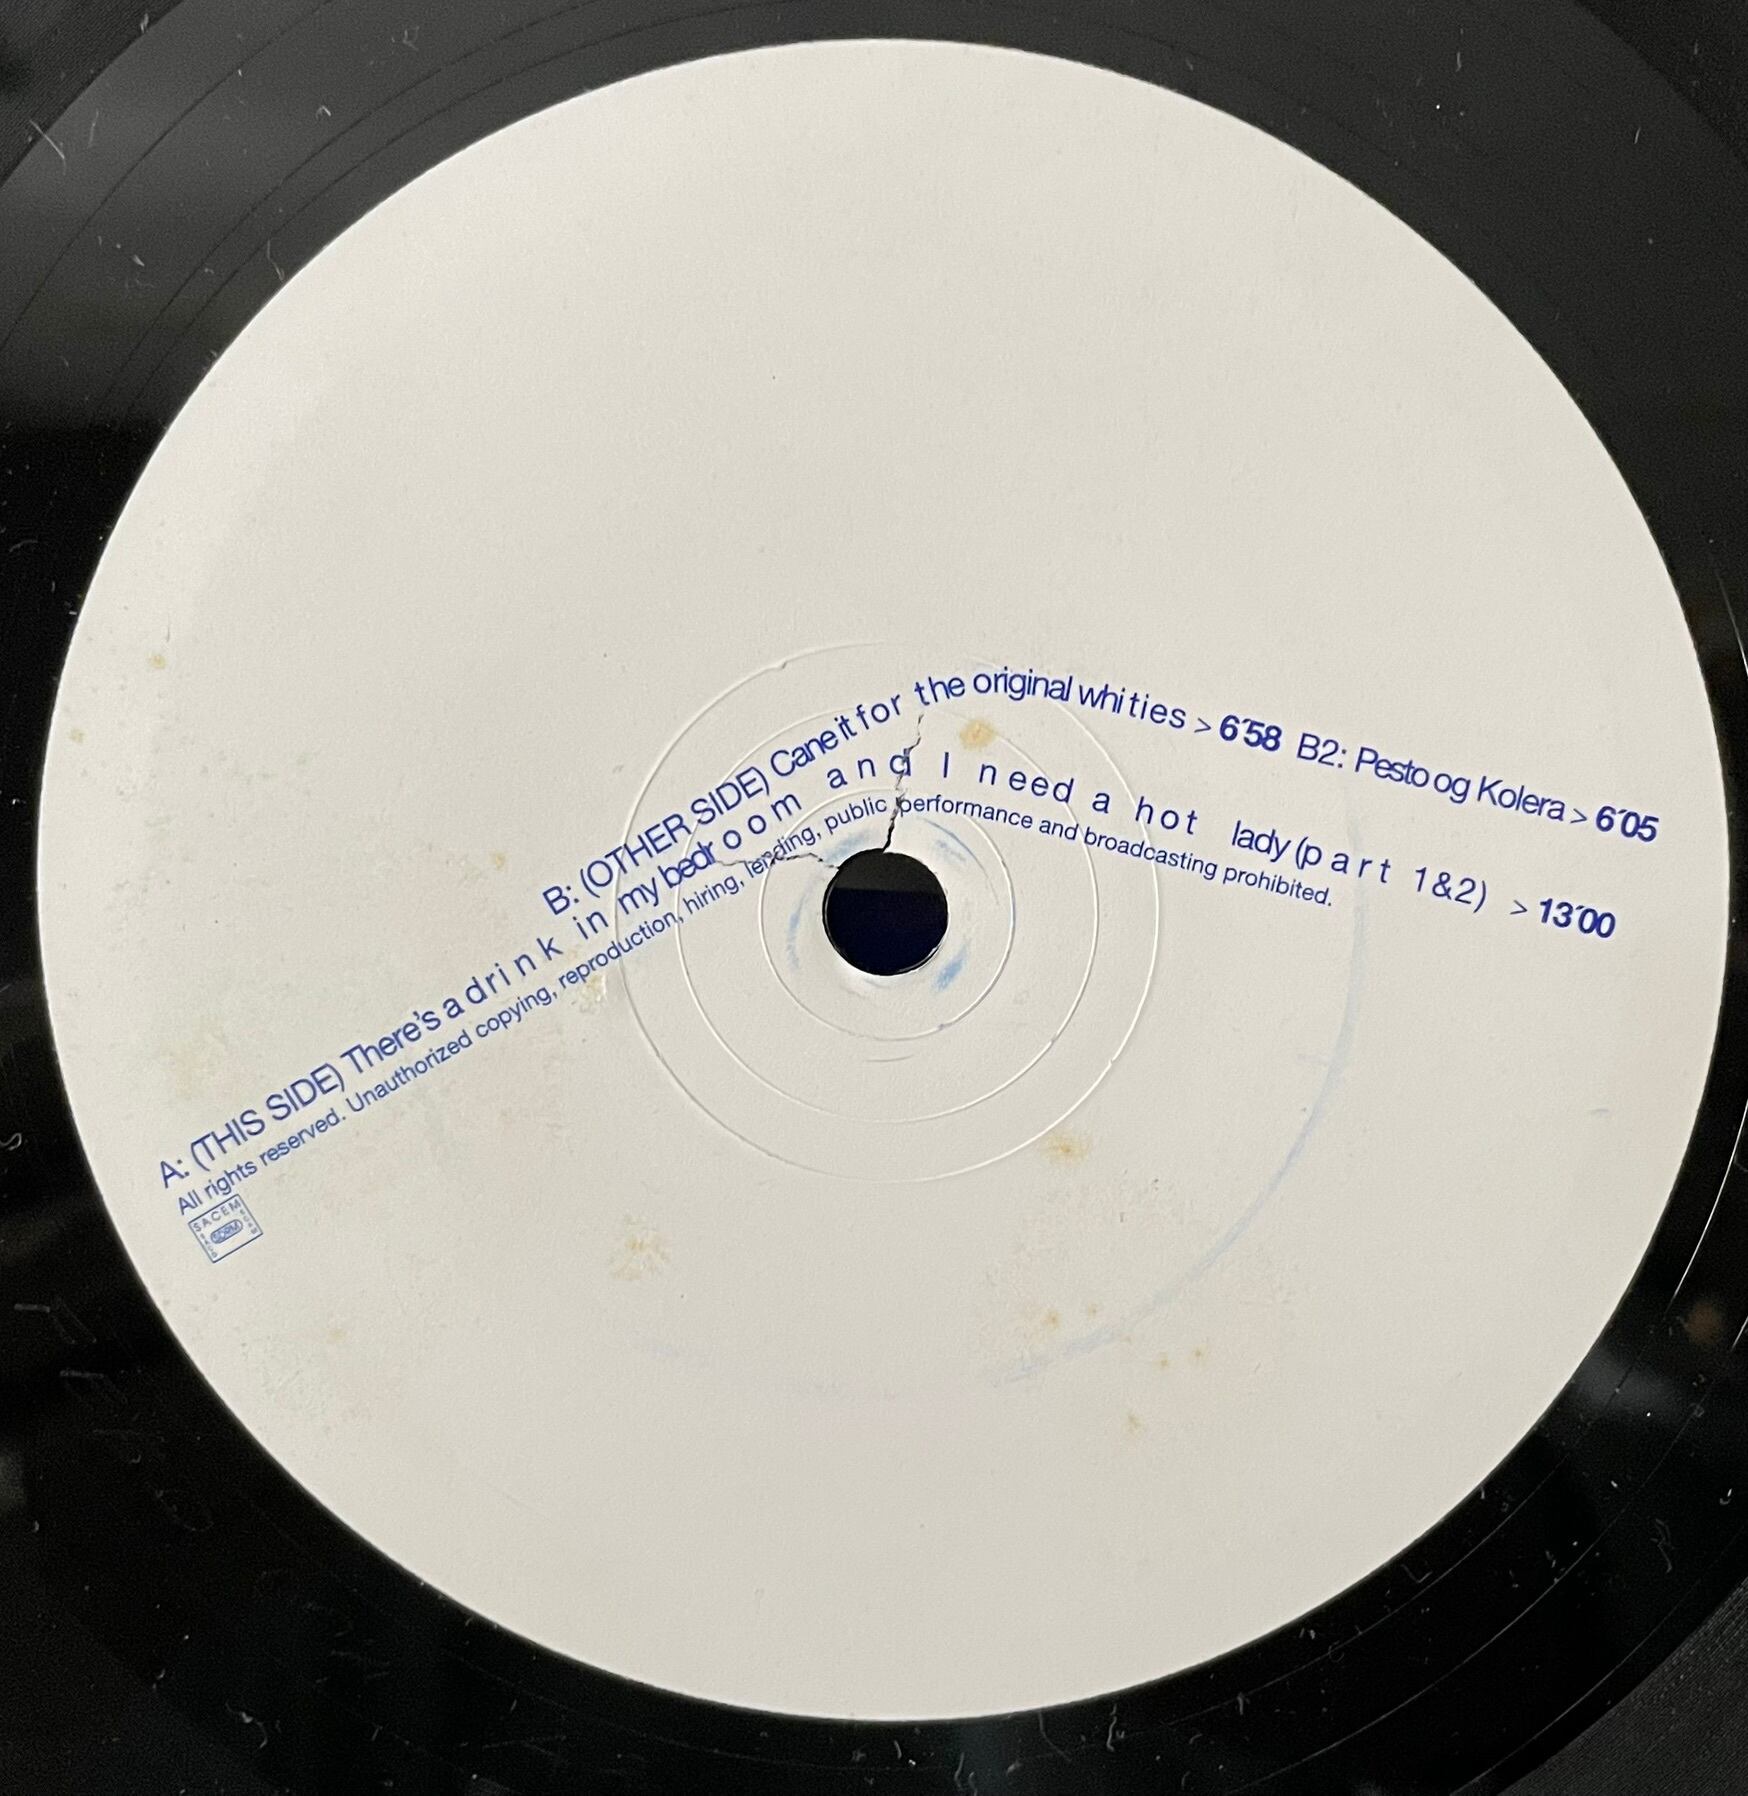 B: (OTHER SIDE) Cane it for the original whities > 6'58 B2: Pesto og Kolera > 6'05
A: (THIS SIDE) There's a drink in my bedroom and I need a hot lady (part 1&2) > 13'00
All rights reserved. Unauthorized copying, reproduction, hiring, lending, public performance and broadcasting prohibited.
SACEM
SDRM